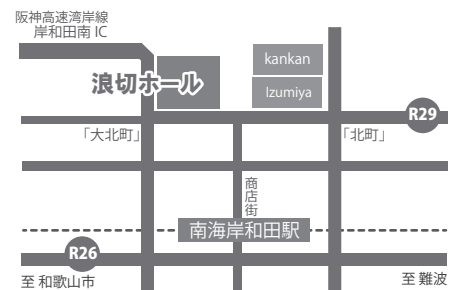 阪神高速湾岸線
岸和田南 IC
kankan
浪切ホール
Izumiya
R29
「大北町」
「北町」
商店街
南海岸和田駅
R26
至 和歌山市
至 難波